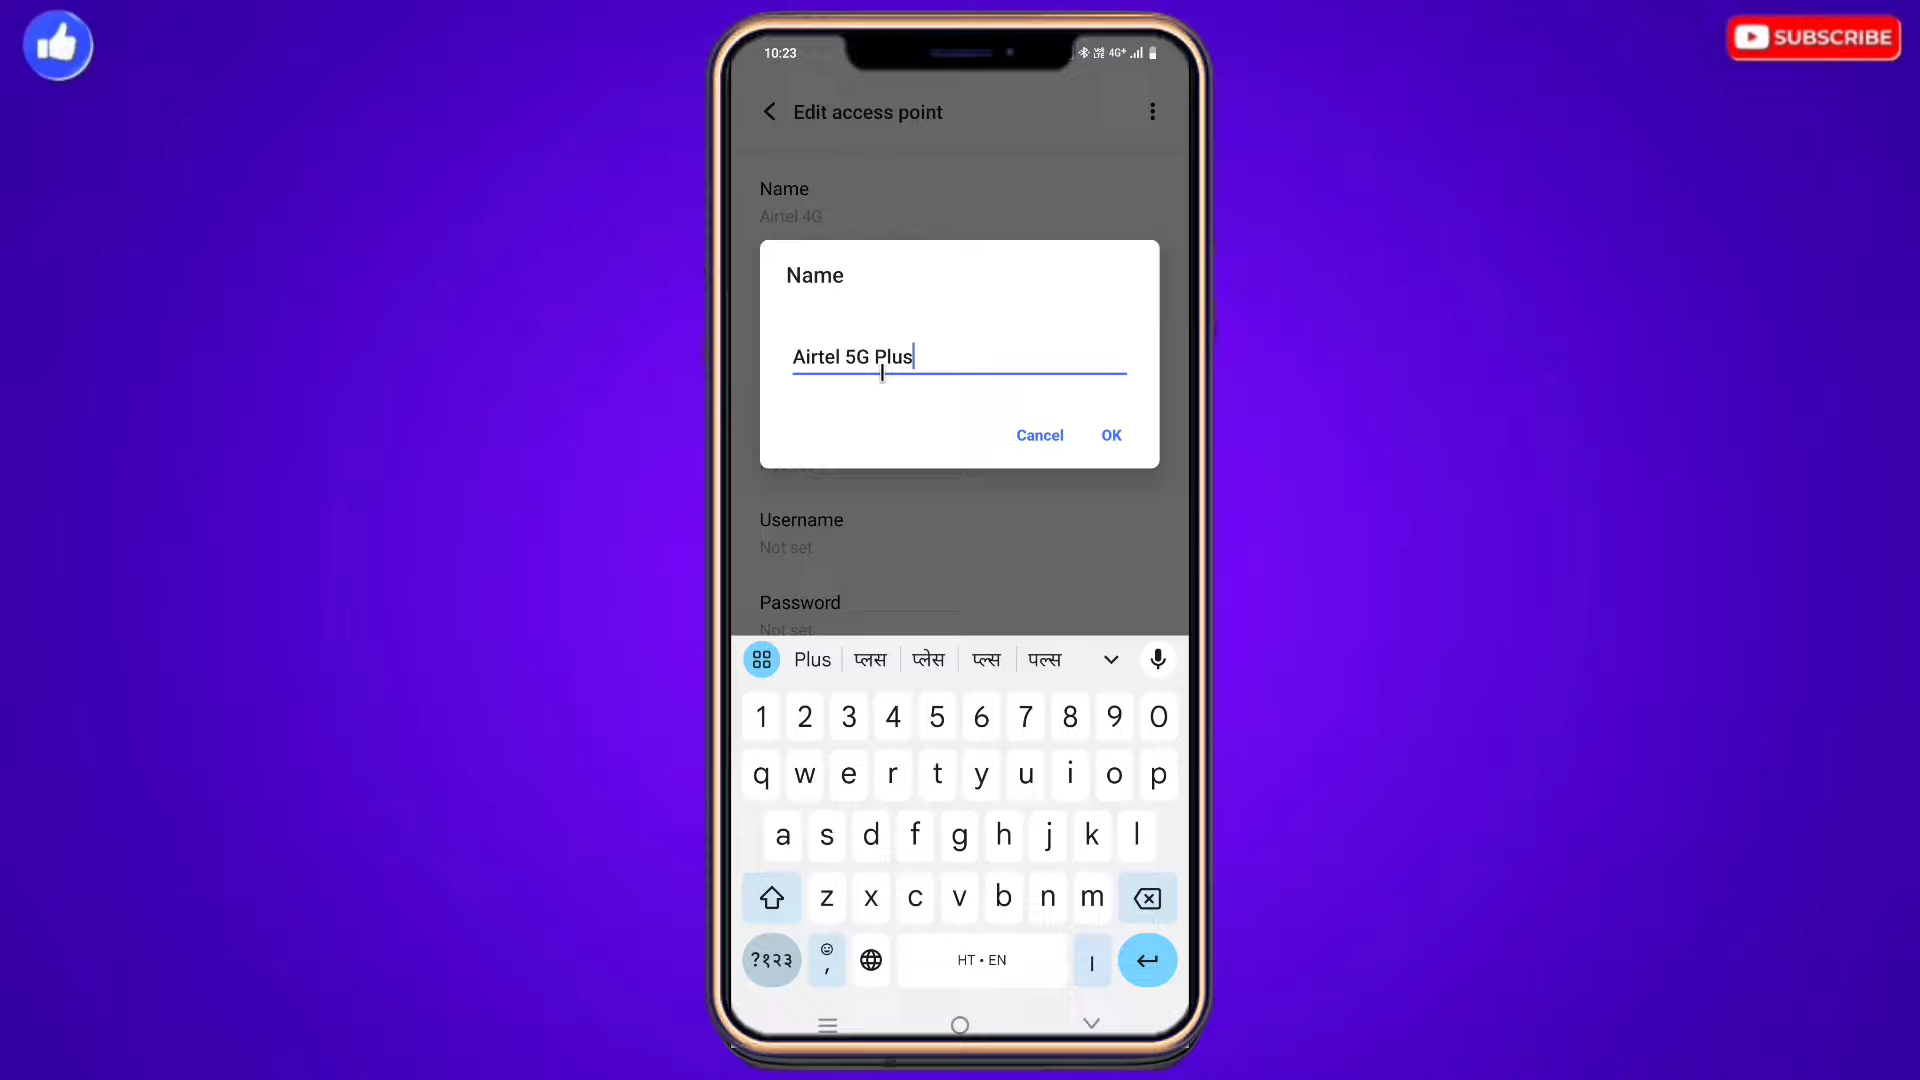 SUBSCRIBE
10:23
4G+
Edit access point
Name
Airtel 4G
Name
Airtel 5G Plus
Cancel OK
Username
Not set
Password
Not set
Plus प्लस प्लेस प्ल्स पल्स
1 2 3 4 5 6 7 8 9 0
q w e r t y u i o p
a s d f g h j k l
z x c v b n m
?१२३ , HT • EN ।